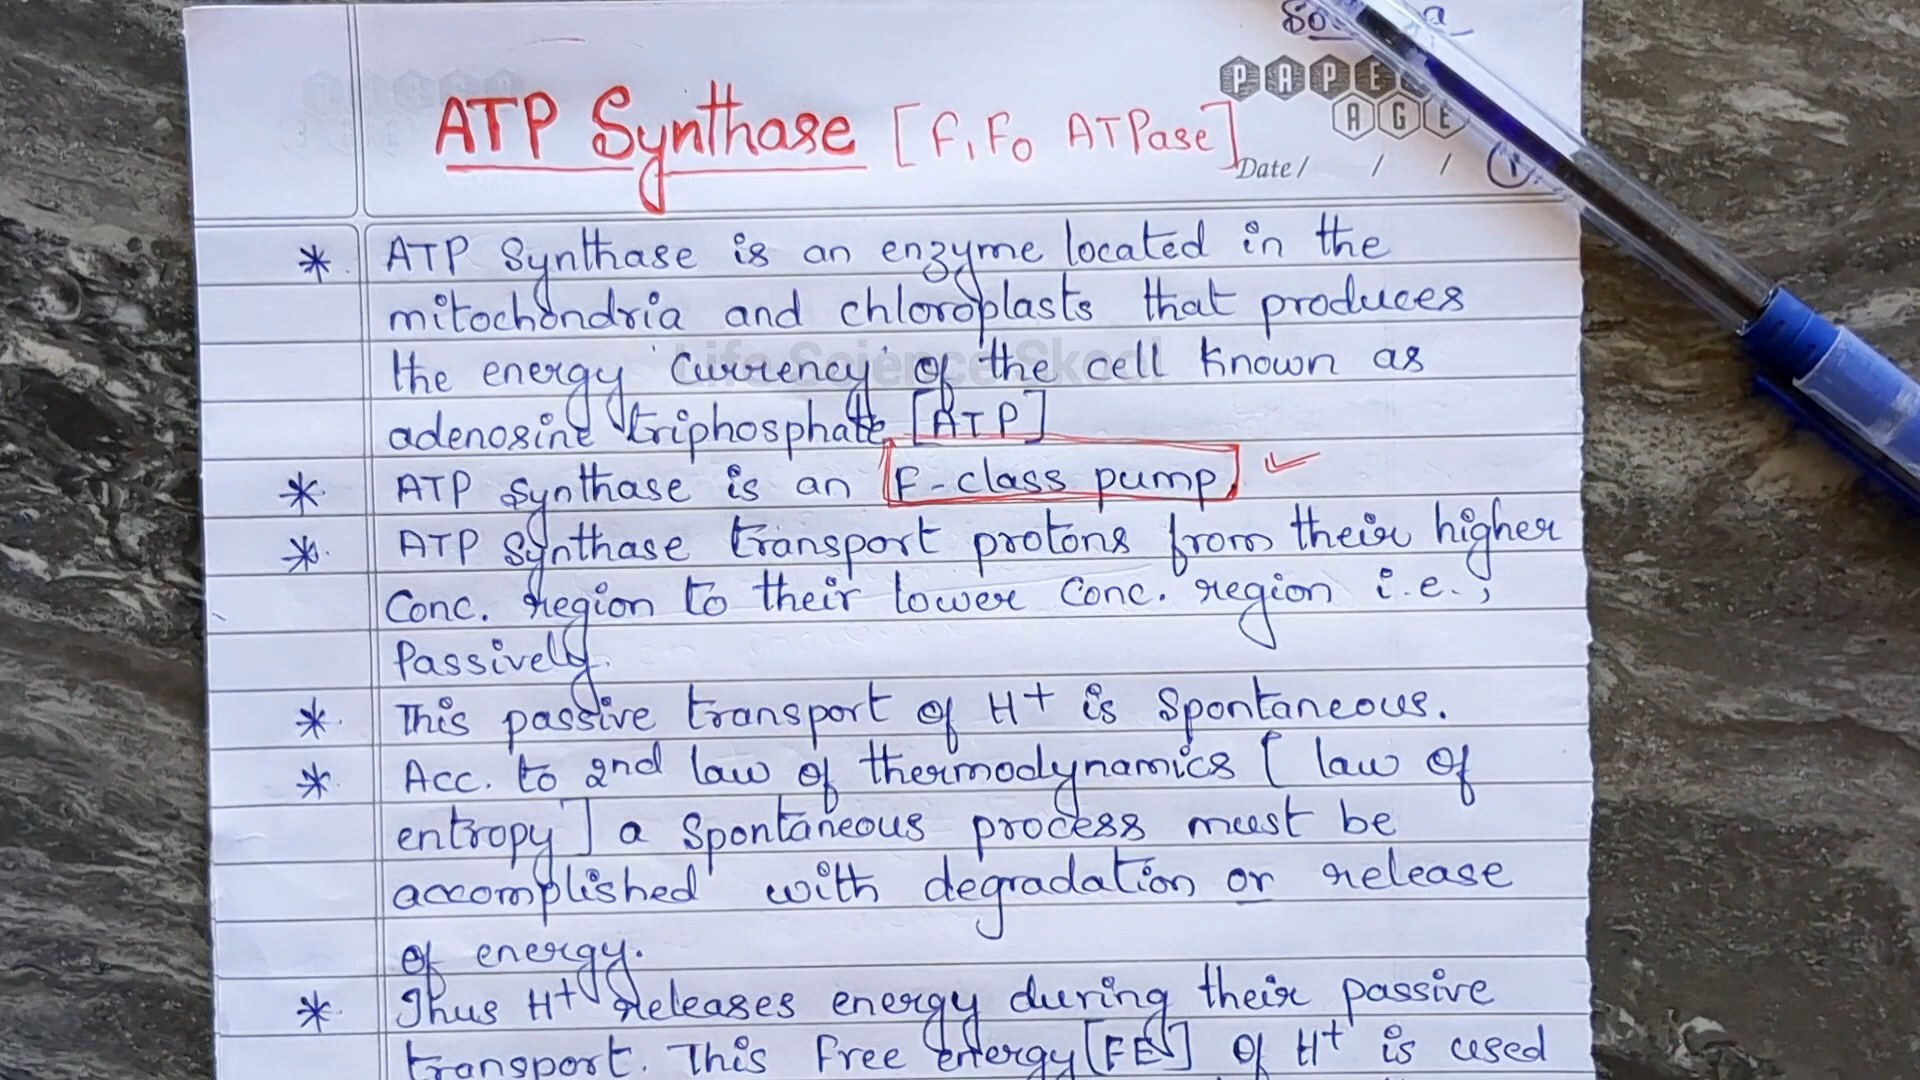 PAPER
AGE
ATP Synthase [F1F0 ATPase]
Date / / / 1
* ATP Synthase is an enzyme located in the
mitochondria and chloroplasts that produces
the energy 'currency' of the cell known as
adenosine triphosphate [ATP]
* ATP synthase is an F-class pump.
* ATP Synthase transport protons from their higher
Conc. region to their lower conc. region i.e.,
Passively.
* This passive transport of H+ is Spontaneous.
* Acc. to 2nd law of thermodynamics [ law of
entropy ] a Spontaneous process must be
accomplished with degradation or release
of energy.
* Thus H+ releases energy during their passive
transport. This free energy [FE] of H+ is used